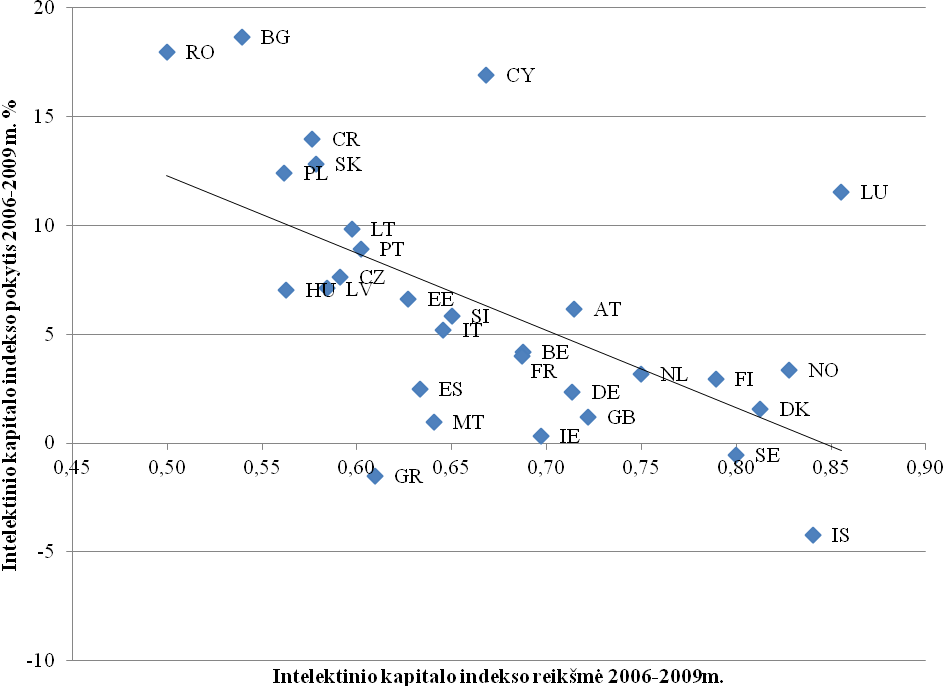 Intelektinio kapitalo indekso pokytis 2006-2009m. %
20
15
10
5
0
-5
-10
RO
BG
CY
CR
SK
PL
LU
LT
PT
CZ
HU
LV
EE
AT
SI
IT
BE
FR
NL
FI
NO
ES
DE
DK
MT
GB
IE
SE
GR
IS
0,45
0,50
0,55
0,60
0,65
0,70
0,75
0,80
0,85
0,90
Intelektinio kapitalo indekso reikšmė 2006-2009m.